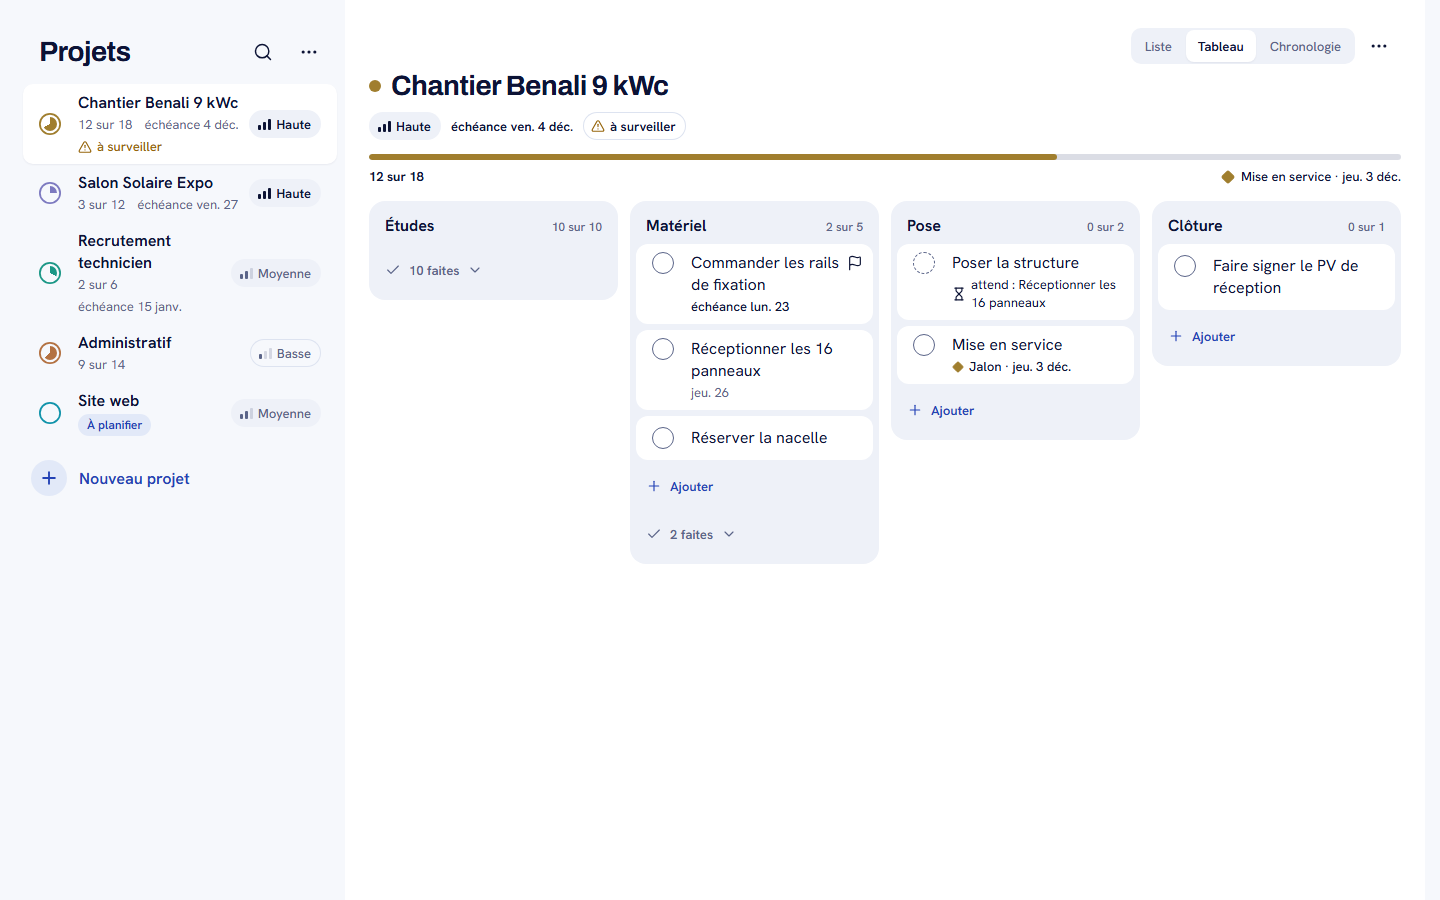 Projets
Chantier Benali 9 kWc
12 sur 18 échéance 4 déc.
à surveiller
Haute
Salon Solaire Expo
3 sur 12 échéance ven. 27
Haute
Recrutement
technicien
2 sur 6
échéance 15 janv.
Moyenne
Administratif
9 sur 14
Basse
Site web
À planifier
Moyenne
Nouveau projet
Liste
Tableau
Chronologie
Chantier Benali 9 kWc
Haute
échéance ven. 4 déc.
à surveiller
12 sur 18
Mise en service · jeu. 3 déc.
Études
10 sur 10
10 faites
Matériel
2 sur 5
Commander les rails
de fixation
échéance lun. 23
Réceptionner les 16
panneaux
jeu. 26
Réserver la nacelle
Ajouter
2 faites
Pose
0 sur 2
Poser la structure
attend : Réceptionner les
16 panneaux
Mise en service
Jalon · jeu. 3 déc.
Ajouter
Clôture
0 sur 1
Faire signer le PV de
réception
Ajouter